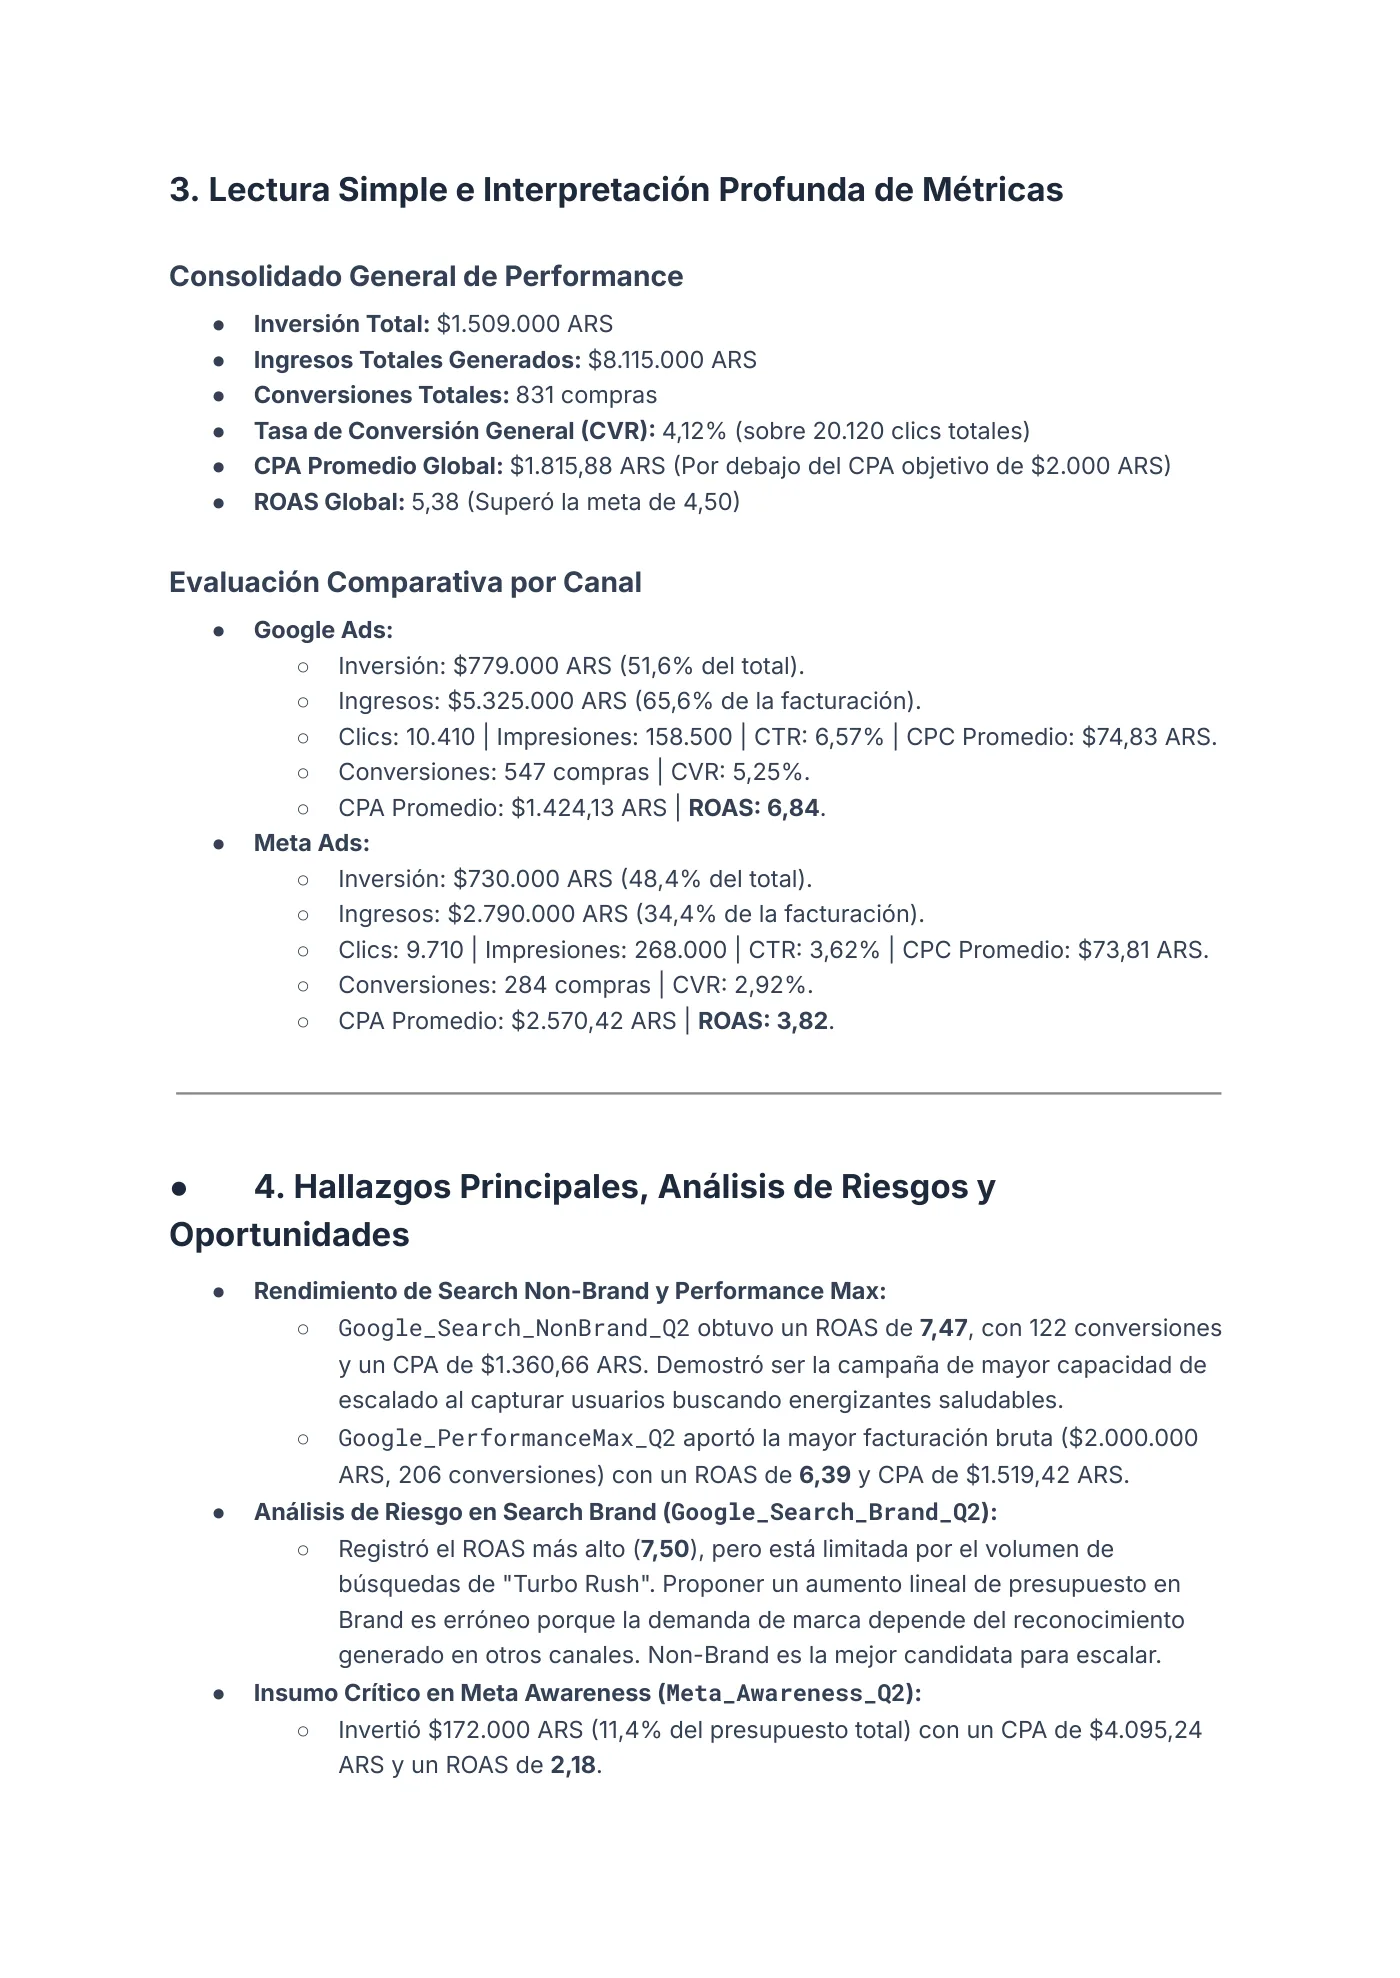 3. Lectura Simple e Interpretación Profunda de Métricas
Consolidado General de Performance
● Inversión Total: $1.509.000 ARS
● Ingresos Totales Generados: $8.115.000 ARS
● Conversiones Totales: 831 compras
● Tasa de Conversión General (CVR): 4,12% (sobre 20.120 clics totales)
● CPA Promedio Global: $1.815,88 ARS (Por debajo del CPA objetivo de $2.000 ARS)
● ROAS Global: 5,38 (Superó la meta de 4,50)
Evaluación Comparativa por Canal
● Google Ads:
○ Inversión: $779.000 ARS (51,6% del total).
○ Ingresos: $5.325.000 ARS (65,6% de la facturación).
○ Clics: 10.410 | Impresiones: 158.500 | CTR: 6,57% | CPC Promedio: $74,83 ARS.
○ Conversiones: 547 compras | CVR: 5,25%.
○ CPA Promedio: $1.424,13 ARS | ROAS: 6,84.
● Meta Ads:
○ Inversión: $730.000 ARS (48,4% del total).
○ Ingresos: $2.790.000 ARS (34,4% de la facturación).
○ Clics: 9.710 | Impresiones: 268.000 | CTR: 3,62% | CPC Promedio: $73,81 ARS.
○ Conversiones: 284 compras | CVR: 2,92%.
○ CPA Promedio: $2.570,42 ARS | ROAS: 3,82.
● 4. Hallazgos Principales, Análisis de Riesgos y
Oportunidades
● Rendimiento de Search Non-Brand y Performance Max:
○ Google_Search_NonBrand_Q2 obtuvo un ROAS de 7,47, con 122 conversiones
y un CPA de $1.360,66 ARS. Demostró ser la campaña de mayor capacidad de
escalado al capturar usuarios buscando energizantes saludables.
○ Google_PerformanceMax_Q2 aportó la mayor facturación bruta ($2.000.000
ARS, 206 conversiones) con un ROAS de 6,39 y CPA de $1.519,42 ARS.
● Análisis de Riesgo en Search Brand (Google_Search_Brand_Q2):
○ Registró el ROAS más alto (7,50), pero está limitada por el volumen de
búsquedas de "Turbo Rush". Proponer un aumento lineal de presupuesto en
Brand es erróneo porque la demanda de marca depende del reconocimiento
generado en otros canales. Non-Brand es la mejor candidata para escalar.
● Insumo Crítico en Meta Awareness (Meta_Awareness_Q2):
○ Invertió $172.000 ARS (11,4% del presupuesto total) con un CPA de $4.095,24
ARS y un ROAS de 2,18.